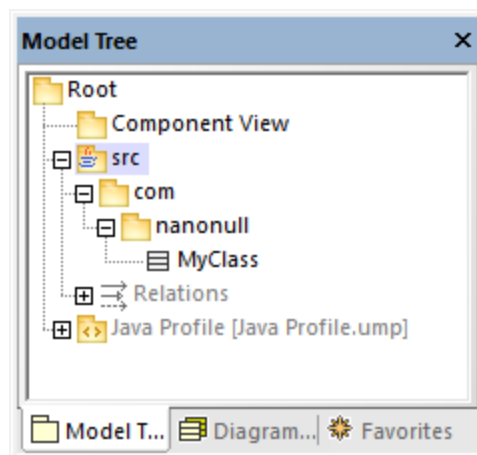 Model Tree
Root
Component View
src
com
nanonull
MyClass
Relations
Java Profile [Java Profile.ump]
Model T... Diagram... Favorites